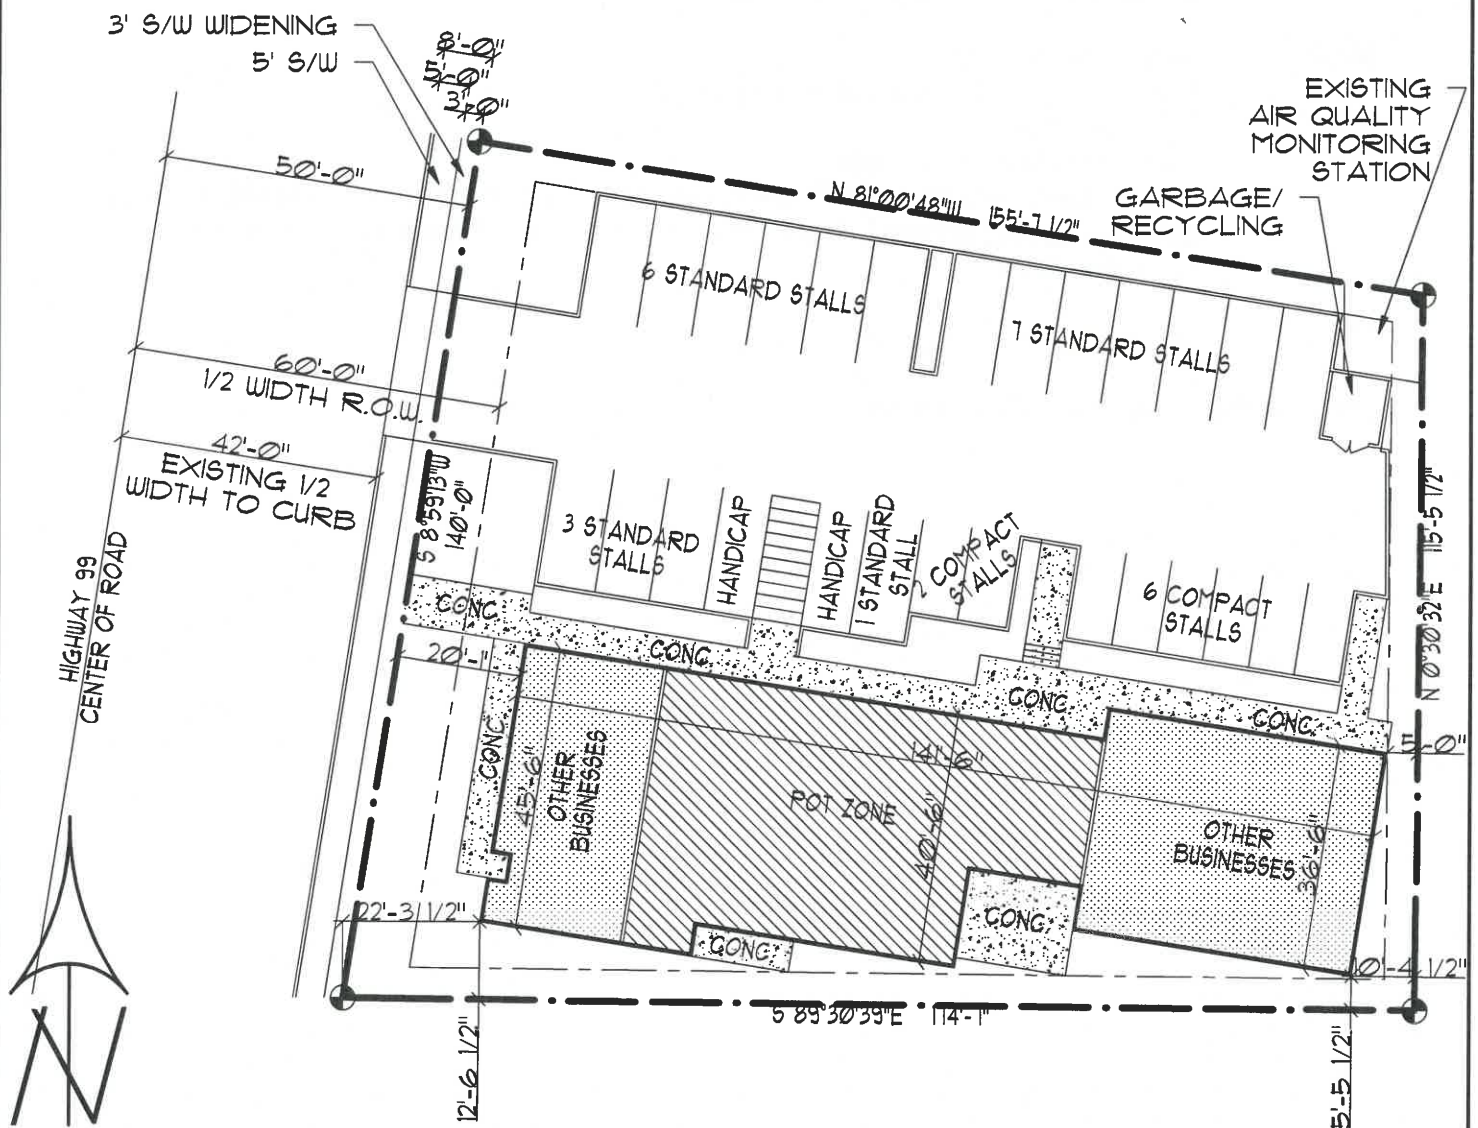 3' S/W WIDENING
5' S/W
8'-0"
5'-0"
3'-0"
EXISTING
AIR QUALITY
MONITORING
STATION
GARBAGE/
RECYCLING
50'-0"
N 81°00'48"W 155'-7 1/2"
6 STANDARD STALLS
7 STANDARD STALLS
60'-0"
1/2 WIDTH R.O.W.
42'-0"
EXISTING 1/2
WIDTH TO CURB
S 8°59'13"W
140'-0"
HIGHWAY 99
CENTER OF ROAD
3 STANDARD
STALLS
HANDICAP
HANDICAP
1 STANDARD
STALL
2 COMPACT
STALLS
6 COMPACT
STALLS
N 0°30'32"E 115'-5 1/2"
CONC.
CONC.
CONC.
CONC.
CONC.
20'-1"
5'-0"
141'-6"
45'-6"
OTHER
BUSINESSES
POT ZONE
40'-6"
OTHER
BUSINESSES
36'-6"
CONC.
CONC.
22'-3 1/2"
10'-4 1/2"
S 89°30'39"E 174'-1"
12'-6 1/2"
5'-5 1/2"
N